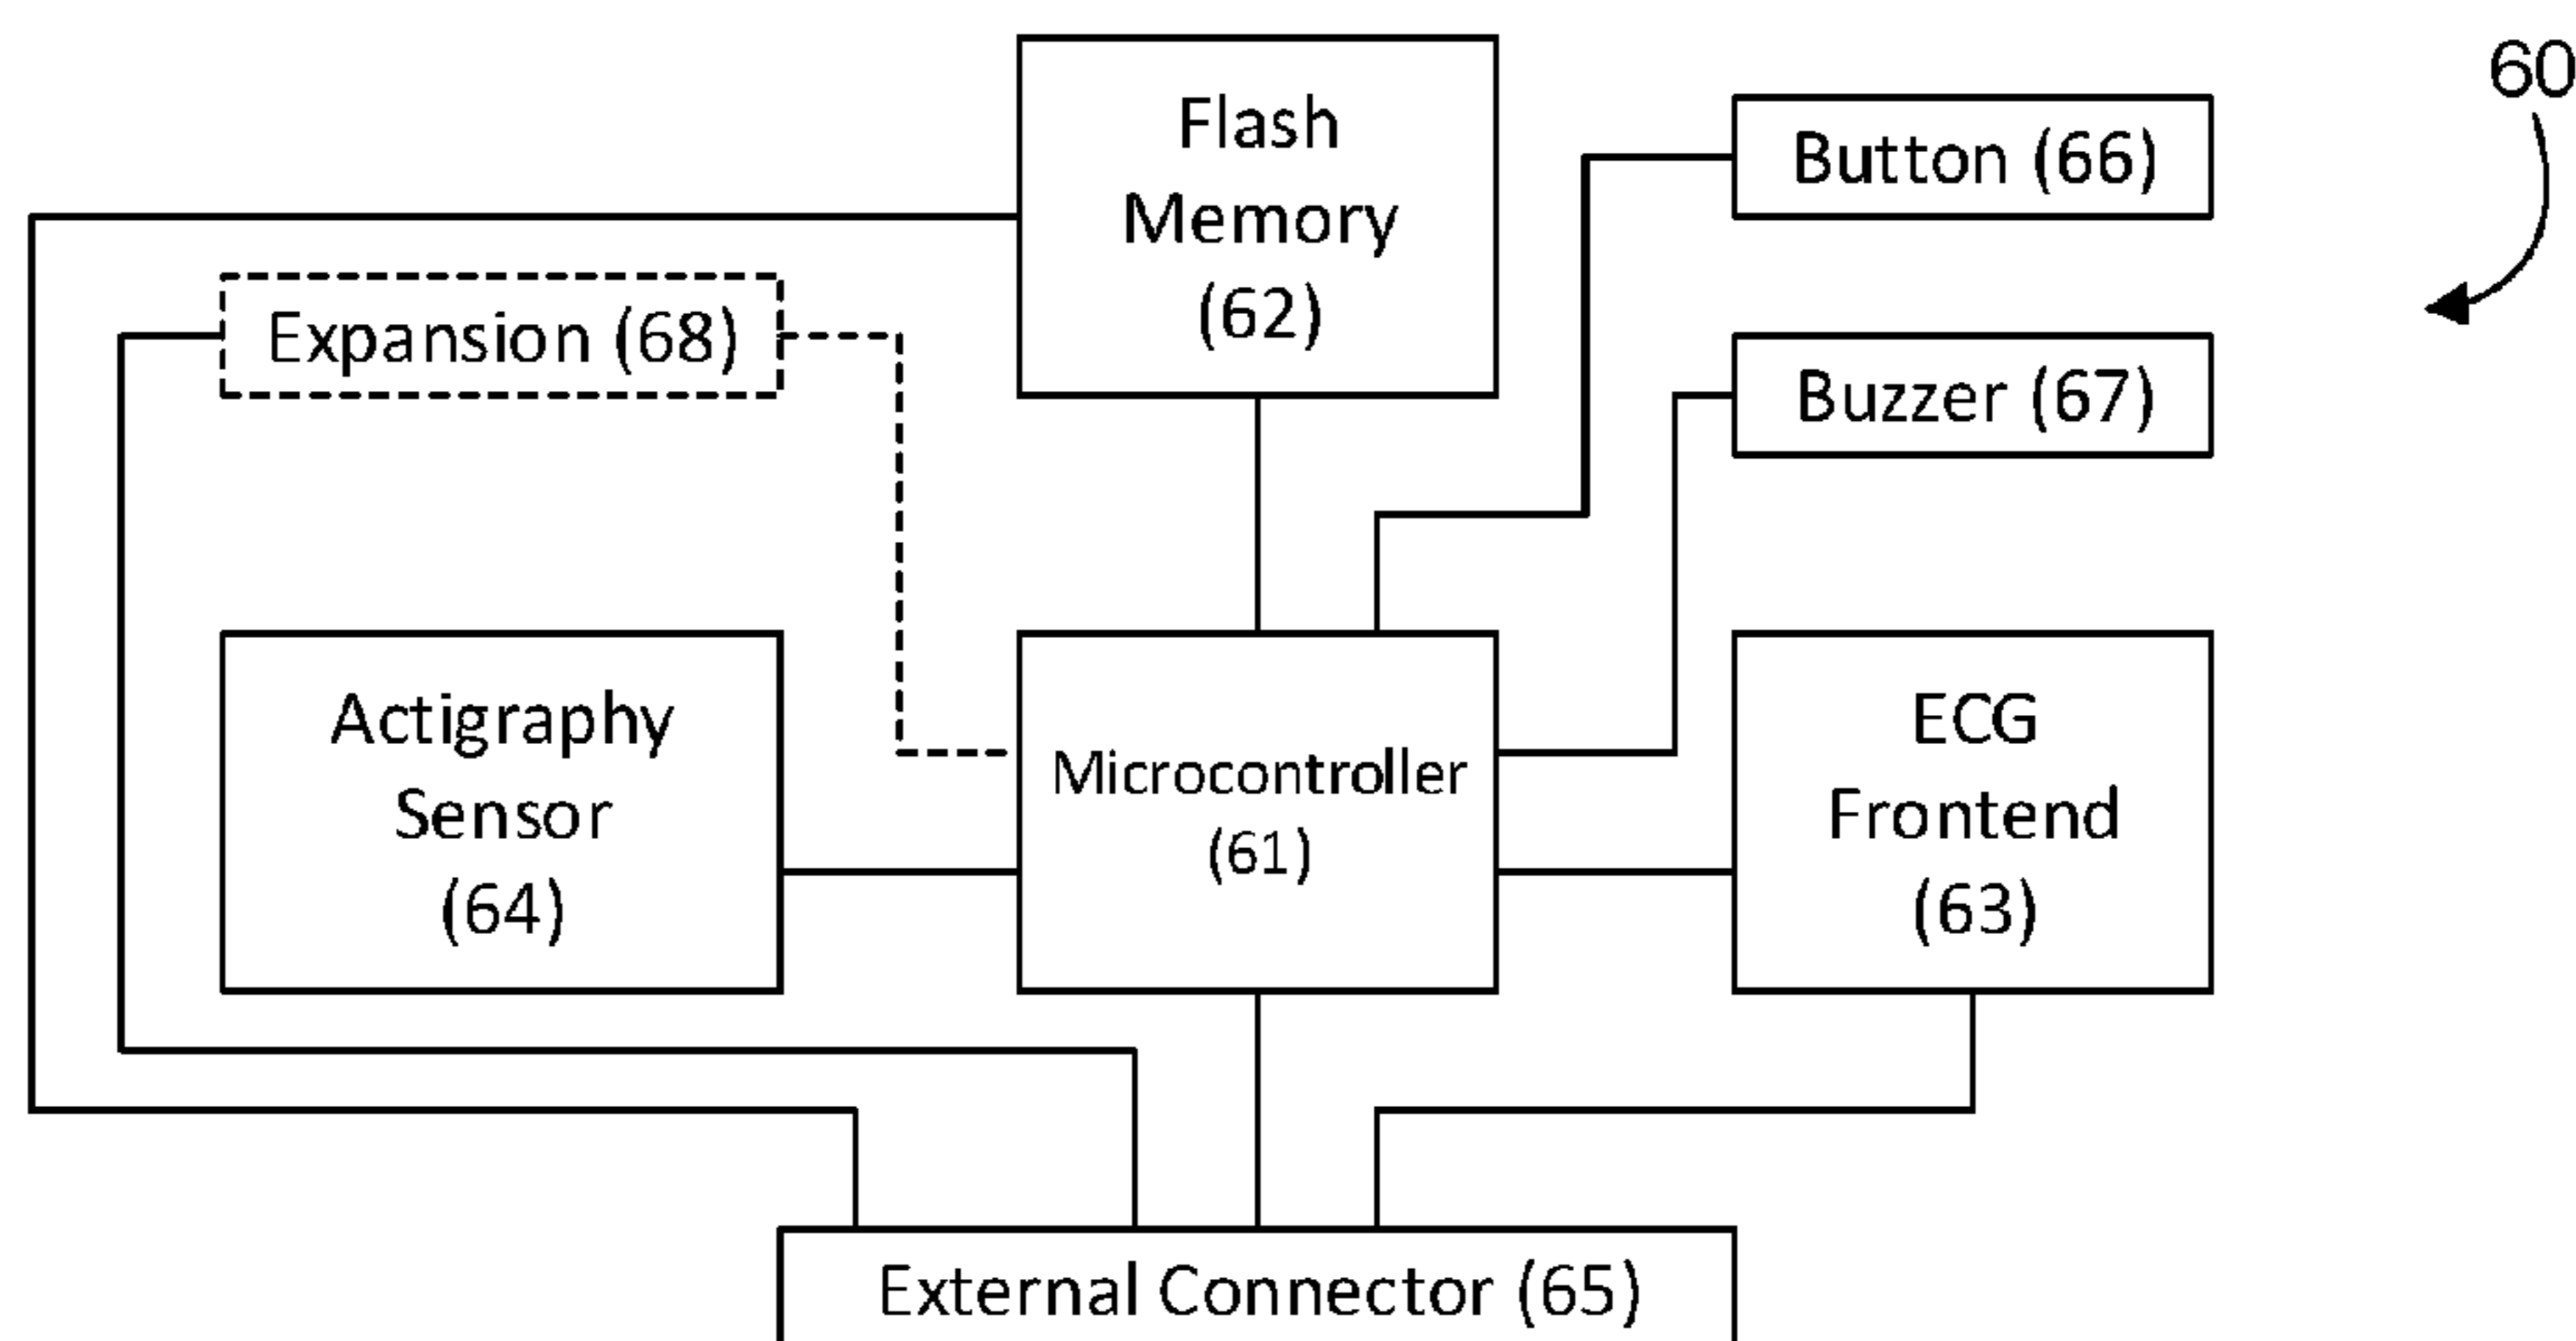 60
Flash
Memory
(62)
Button (66)
Expansion (68)
Buzzer (67)
Actigraphy
Sensor
(64)
Microcontroller
(61)
ECG
Frontend
(63)
External Connector (65)